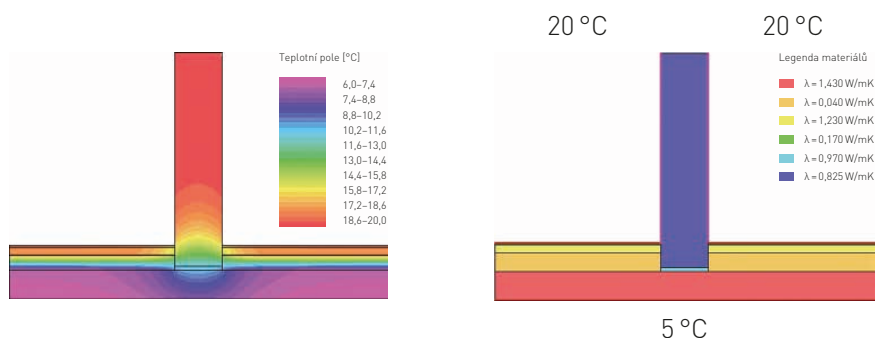 20 °C
20 °C
Teplotní pole [°C]
6,0–7,4
7,4–8,8
8,8–10,2
10,2–11,6
11,6–13,0
13,0–14,4
14,4–15,8
15,8–17,2
17,2–18,6
18,6–20,0
Legenda materiálů
λ = 1,430 W/mK
λ = 0,040 W/mK
λ = 1,230 W/mK
λ = 0,170 W/mK
λ = 0,970 W/mK
λ = 0,825 W/mK
5 °C